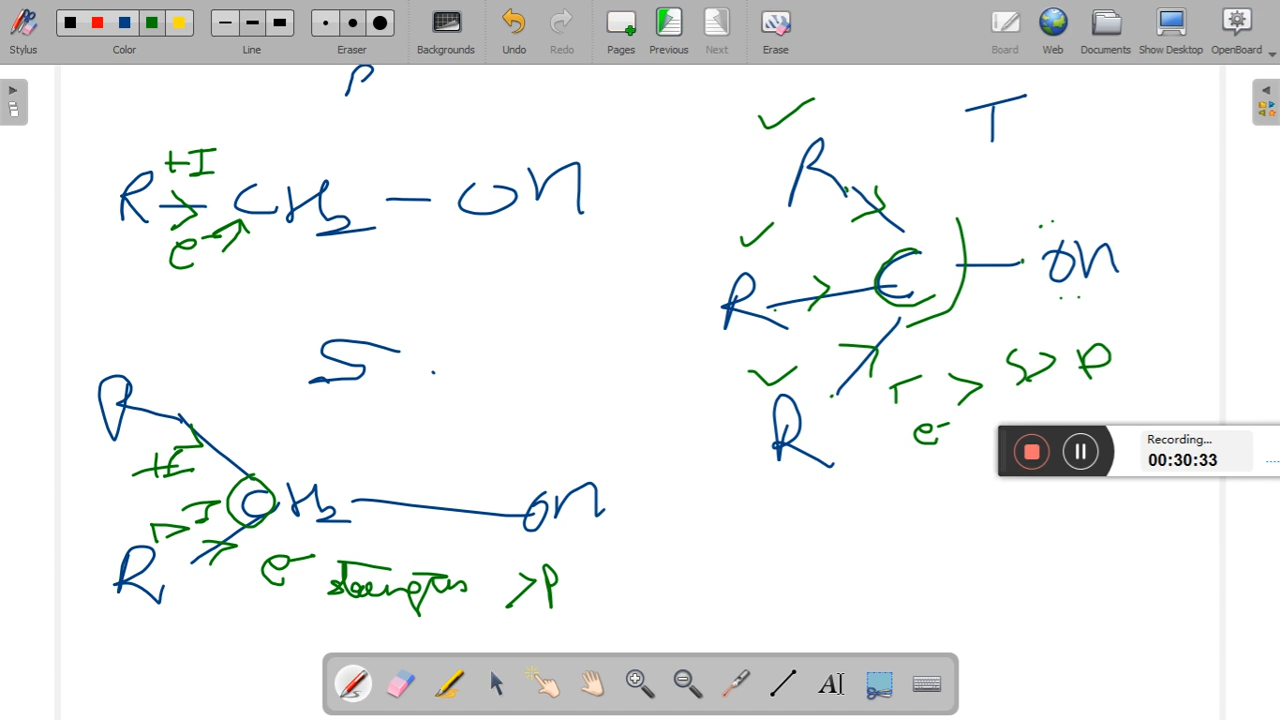 Stylus
Color
Line
Eraser
Backgrounds
Undo
Redo
Pages
Previous
Next
Erase
Board
Web
Documents
Show Desktop
OpenBoard
P
T
+I
R – CH2 – OH
e-
R
R C – OH
R
T > S > P
e-
S
R
+I
CH2 – OH
+I
R
e- strength > P
Recording...
00:30:33